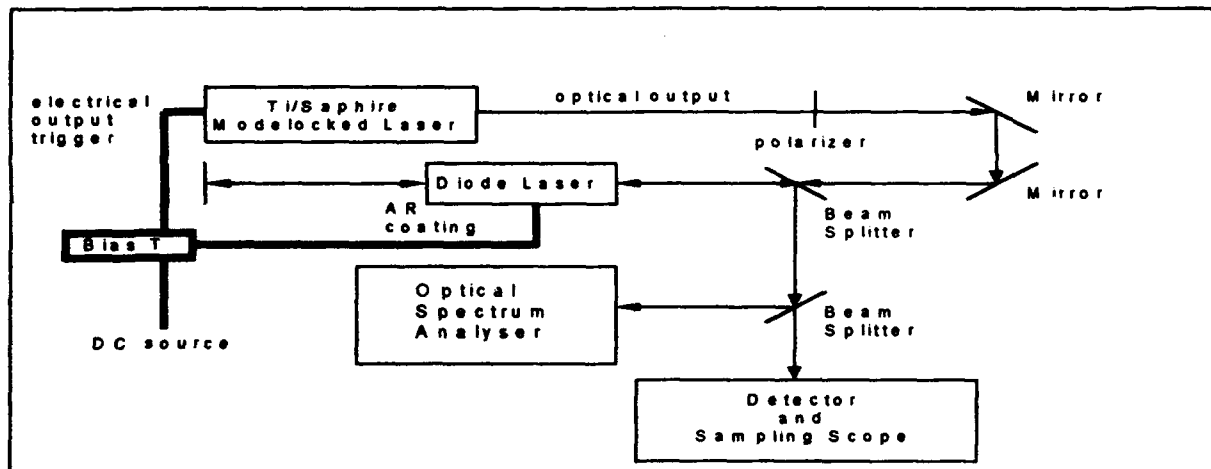 electrical
output
trigger
Ti/Saphire
Modelocked Laser
optical output
polarizer
Mirror
Mirror
Diode Laser
AR
coating
Beam
Splitter
Bias T
DC source
Optical
Spectrum
Analyser
Beam
Splitter
Detector
and
Sampling Scope